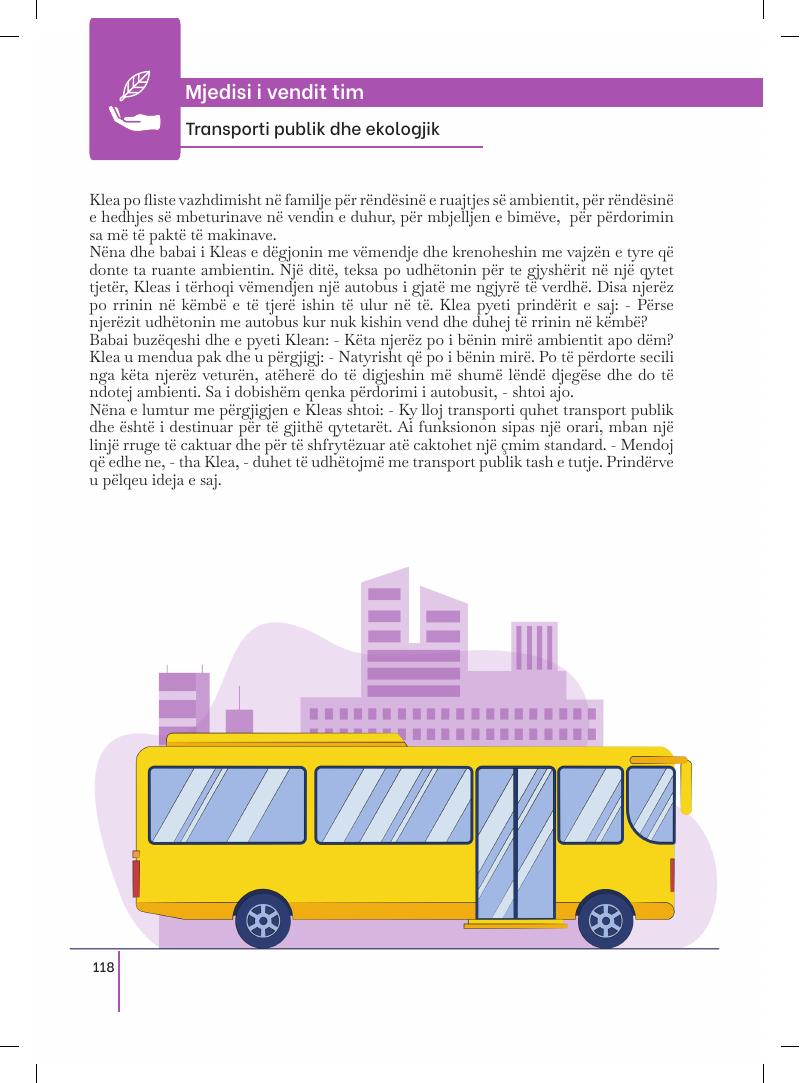 Mjedisi i vendit tim
Transporti publik dhe ekologjik
Klea po fliste vazhdimisht në familje për rëndësinë e ruajtjes së ambientit, për rëndësinë
e hedhjes së mbeturinave në vendin e duhur, për mbjelljen e bimëve,  për përdorimin
sa më të paktë të makinave.
Nëna dhe babai i Kleas e dëgjonin me vëmendje dhe krenoheshin me vajzën e tyre që
donte ta ruante ambientin. Një ditë, teksa po udhëtonin për te gjyshërit në një qytet
tjetër, Kleas i tërhoqi vëmendjen një autobus i gjatë me ngjyrë të verdhë. Disa njerëz
po rrinin në këmbë e të tjerë ishin të ulur në të. Klea pyeti prindërit e saj: - Përse
njerëzit udhëtonin me autobus kur nuk kishin vend dhe duhej të rrinin në këmbë?
Babai buzëqeshi dhe e pyeti Klean: - Këta njerëz po i bënin mirë ambientit apo dëm?
Klea u mendua pak dhe u përgjigj: - Natyrisht që po i bënin mirë. Po të përdorte secili
nga këta njerëz veturën, atëherë do të digjeshin më shumë lëndë djegëse dhe do të
ndotej ambienti. Sa i dobishëm qenka përdorimi i autobusit, - shtoi ajo.
Nëna e lumtur me përgjigjen e Kleas shtoi: - Ky lloj transporti quhet transport publik
dhe është i destinuar për të gjithë qytetarët. Ai funksionon sipas një orari, mban një
linjë rruge të caktuar dhe për të shfrytëzuar atë caktohet një çmim standard. - Mendoj
që edhe ne, - tha Klea, - duhet të udhëtojmë me transport publik tash e tutje. Prindërve
u pëlqeu ideja e saj.
118